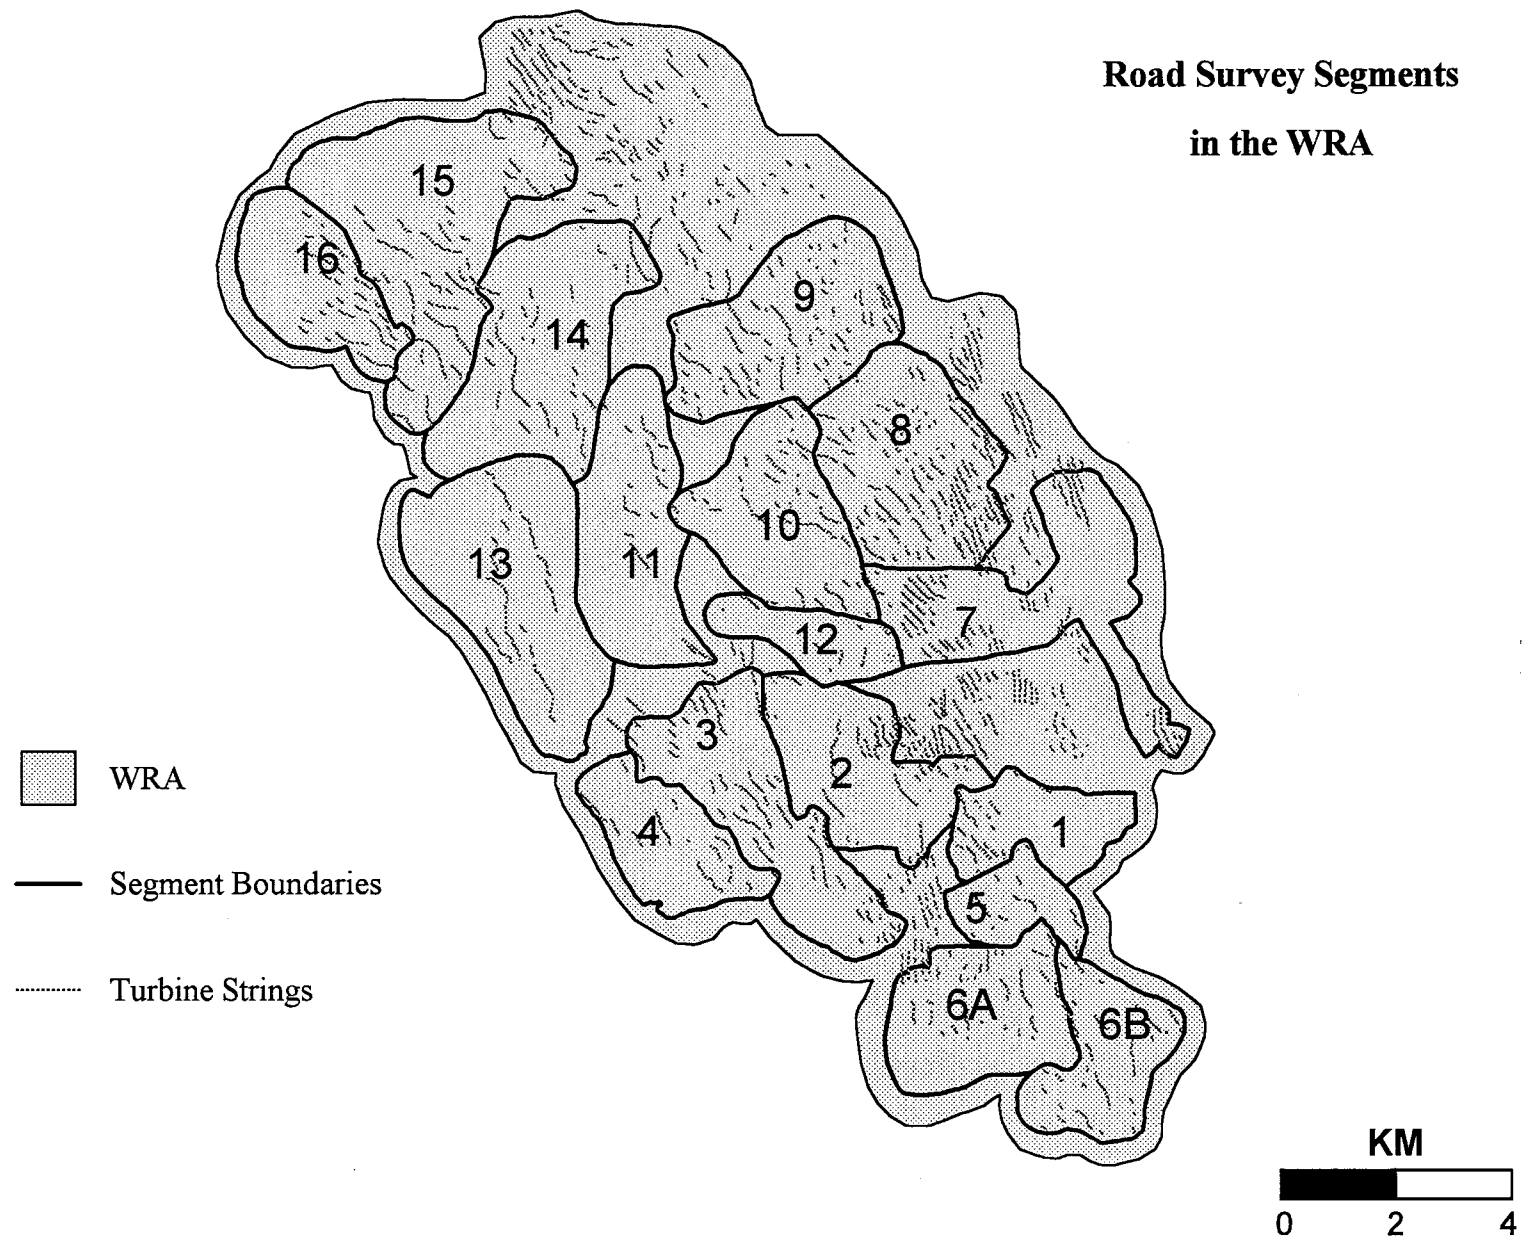 Road Survey Segments
in the WRA
15
16
9
14
8
10
13
11
7
12
3
2
WRA
4
1
Segment Boundaries
5
Turbine Strings
6A
6B
KM
0 2 4